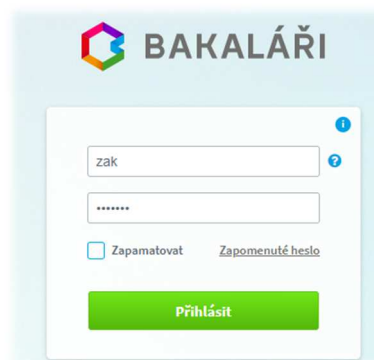 BAKALÁŘI
zak
•••••••
Zapamatovat Zapomenuté heslo
Přihlásit